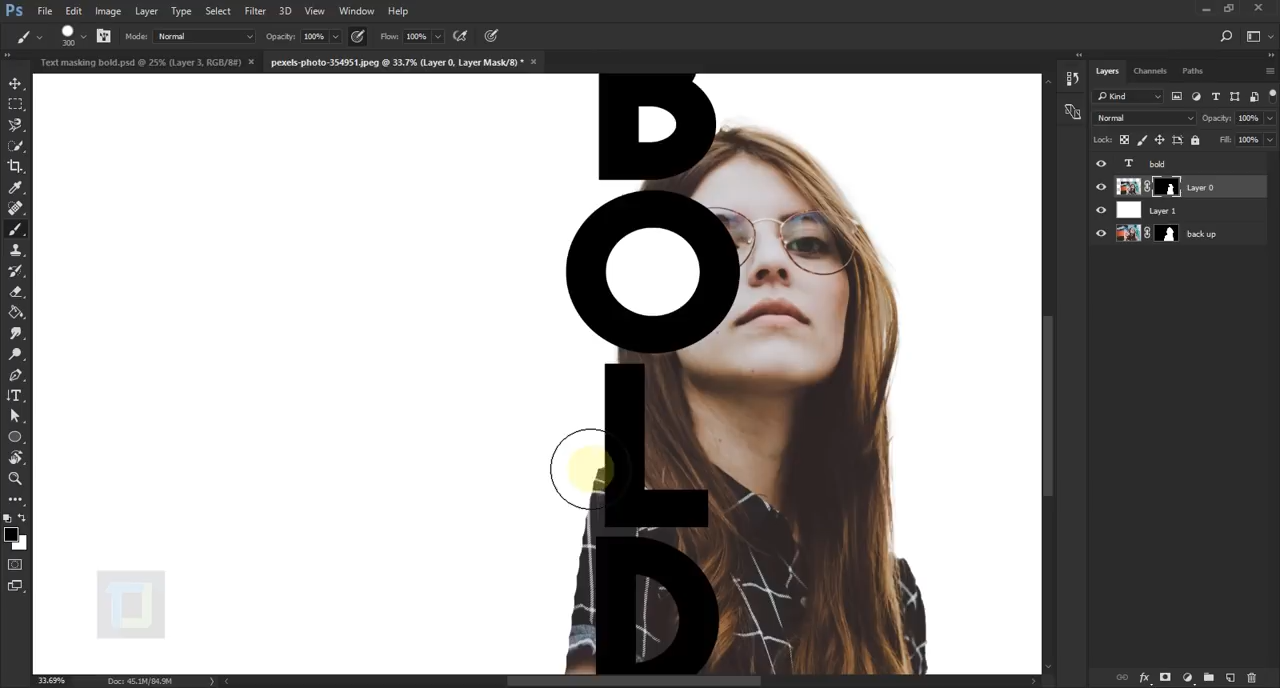 Ps File Edit Image Layer Type Select Filter 3D View Window Help
300 Mode: Normal Opacity: 100% Flow: 100%
Text masking bold.psd @ 25% (Layer 3, RGB/8#) × pexels-photo-354951.jpeg @ 33.7% (Layer 0, Layer Mask/8) * ×
Layers Channels Paths
Kind
Normal Opacity: 100%
Lock: Fill: 100%
T bold
Layer 0
Layer 1
back up
B
O
L
D
33.69% Doc: 45.1M/84.9M